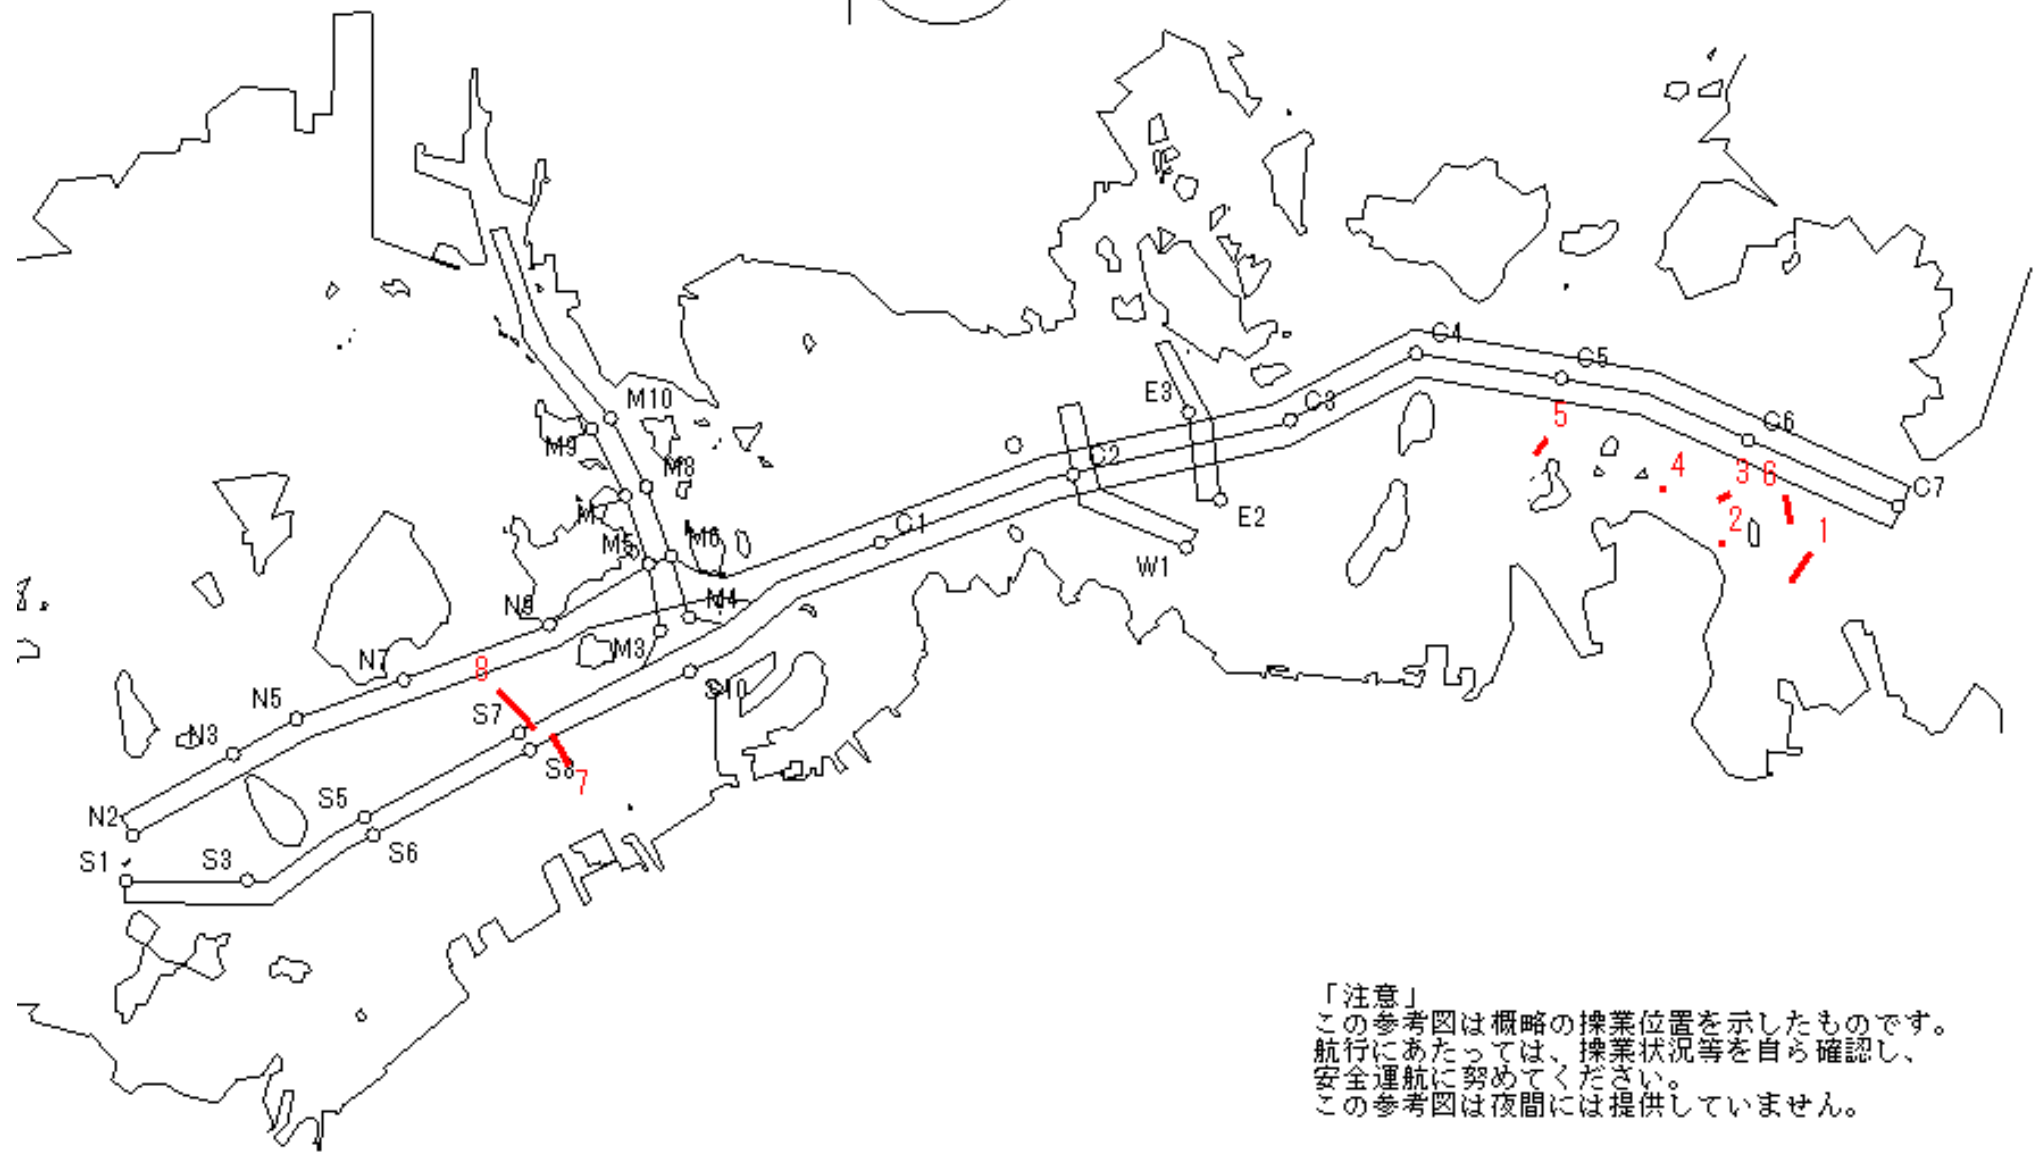 C4
C5
M10
E3
C3
5
C6
M9
M8
C2
4
3
6
C7
M7
E2
C1
2
1
M5
M6
W1
N9
M4
M3
N7
8
S10
N5
S7
N3
S8
7
S5
N2
S6
S1
S3
「注意」
この参考図は概略の操業位置を示したものです。
航行にあたっては、操業状況等を自ら確認し、
安全運航に努めてください。
この参考図は夜間には提供していません。